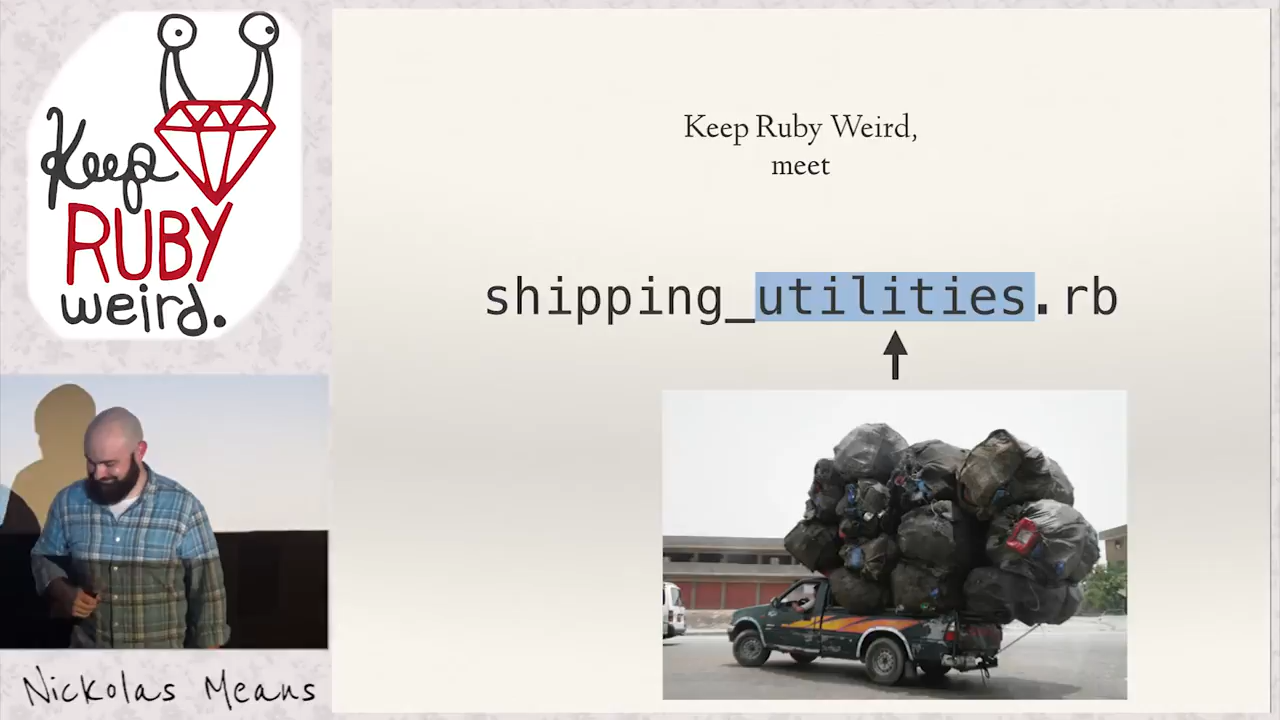 Keep
RUBY
weird.
Nickolas Means
Keep Ruby Weird,
meet
shipping_utilities.rb